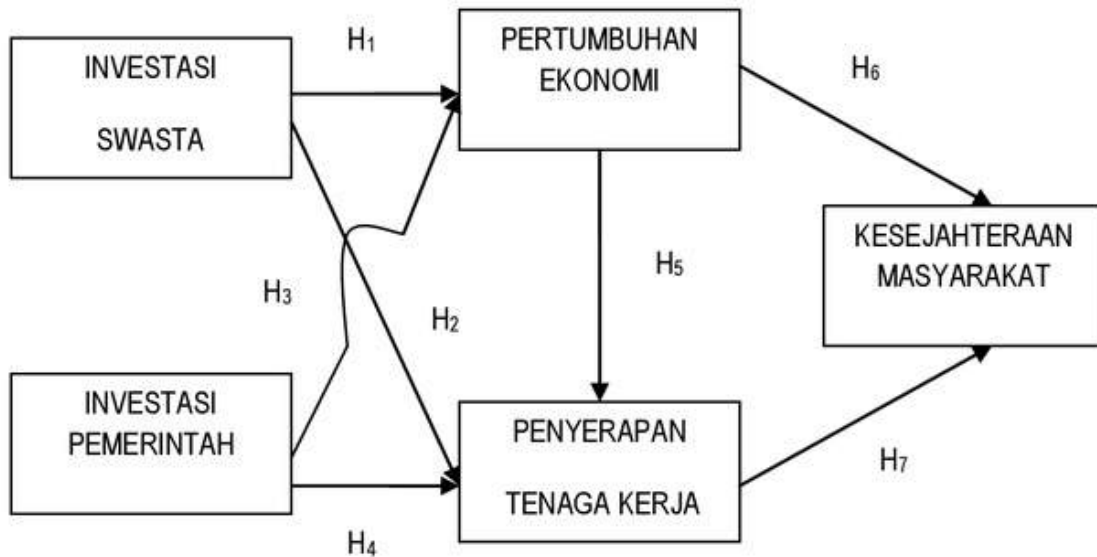 INVESTASI
SWASTA
H₁
PERTUMBUHAN
EKONOMI
H₆
H₃
H₂
H₅
KESEJAHTERAAN
MASYARAKAT
INVESTASI
PEMERINTAH
H₄
PENYERAPAN
TENAGA KERJA
H₇